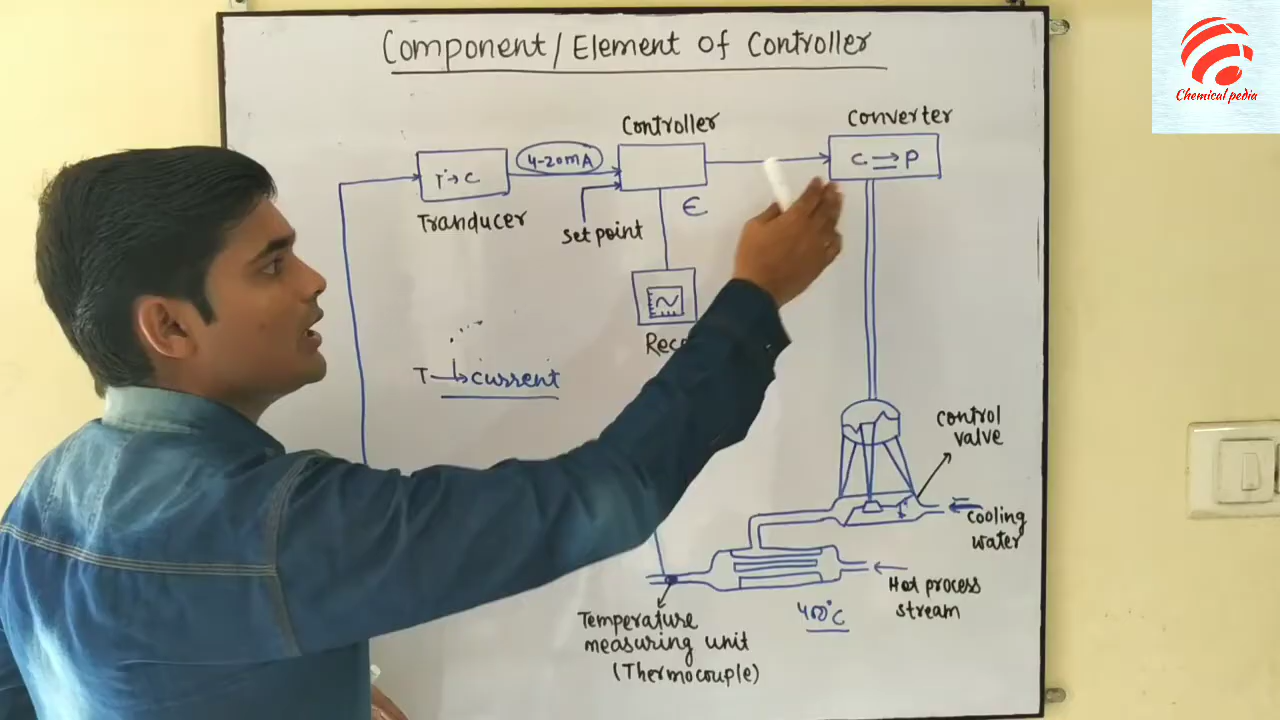 Component/Element of Controller
Chemical pedia
Controller
Converter
T→C
4-20mA
C→P
Tranducer
set point
ϵ
T→current
control
valve
cooling
water
Hot process
stream
400°C
Temperature
measuring unit
(Thermocouple)